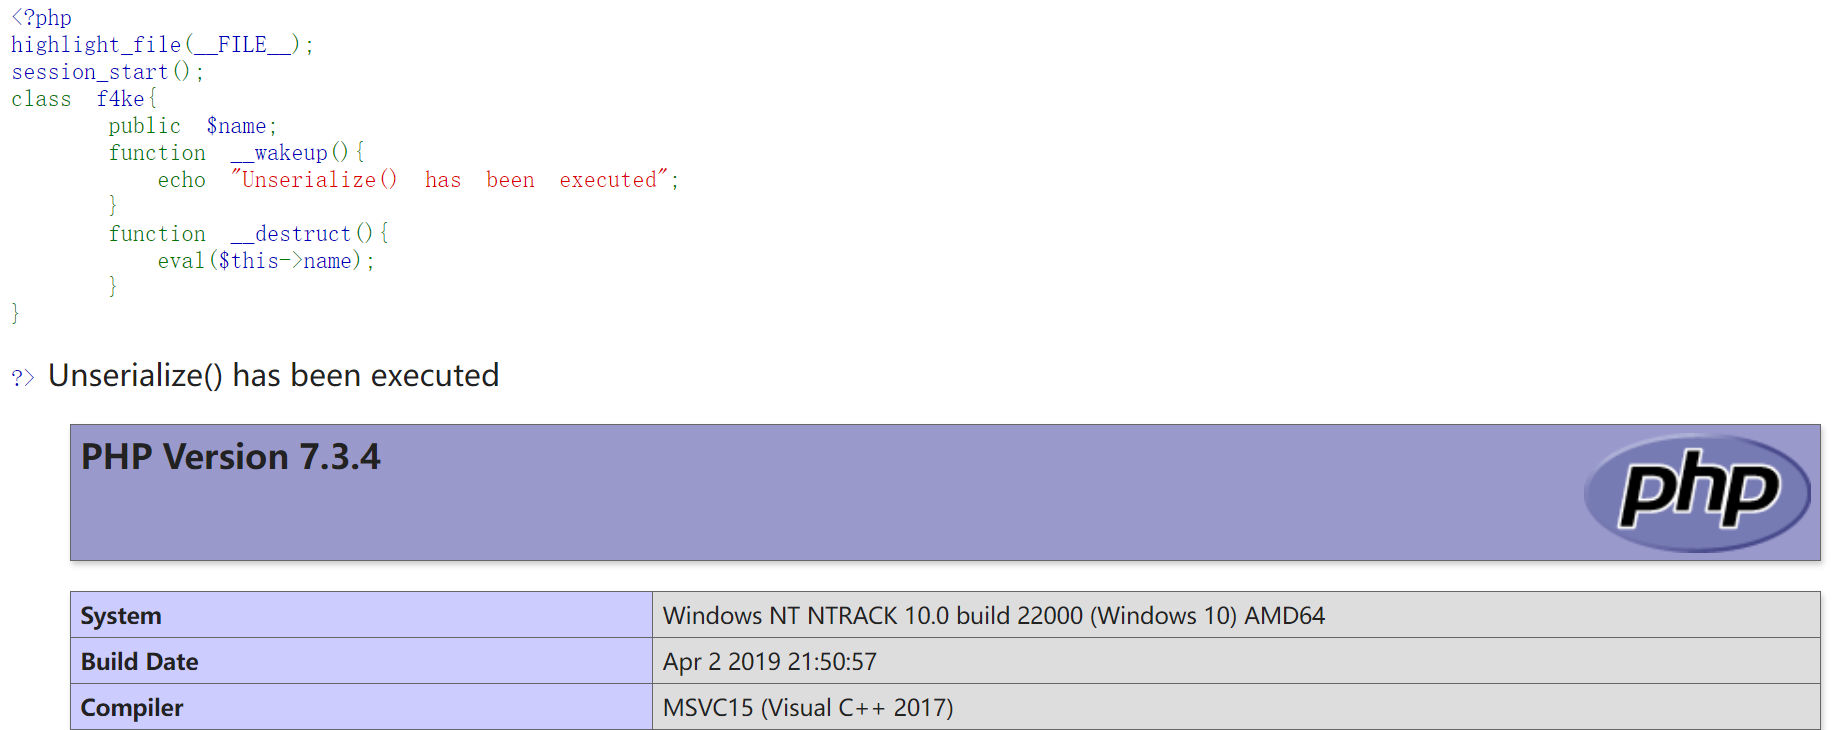 <?php
highlight_file(__FILE__);
session_start();
class f4ke{
public $name;
function __wakeup(){
echo "Unserialize() has been executed";
}
function __destruct(){
eval($this->name);
}
}
?> Unserialize() has been executed
PHP Version 7.3.4
php
System Windows NT NTRACK 10.0 build 22000 (Windows 10) AMD64
Build Date Apr 2 2019 21:50:57
Compiler MSVC15 (Visual C++ 2017)